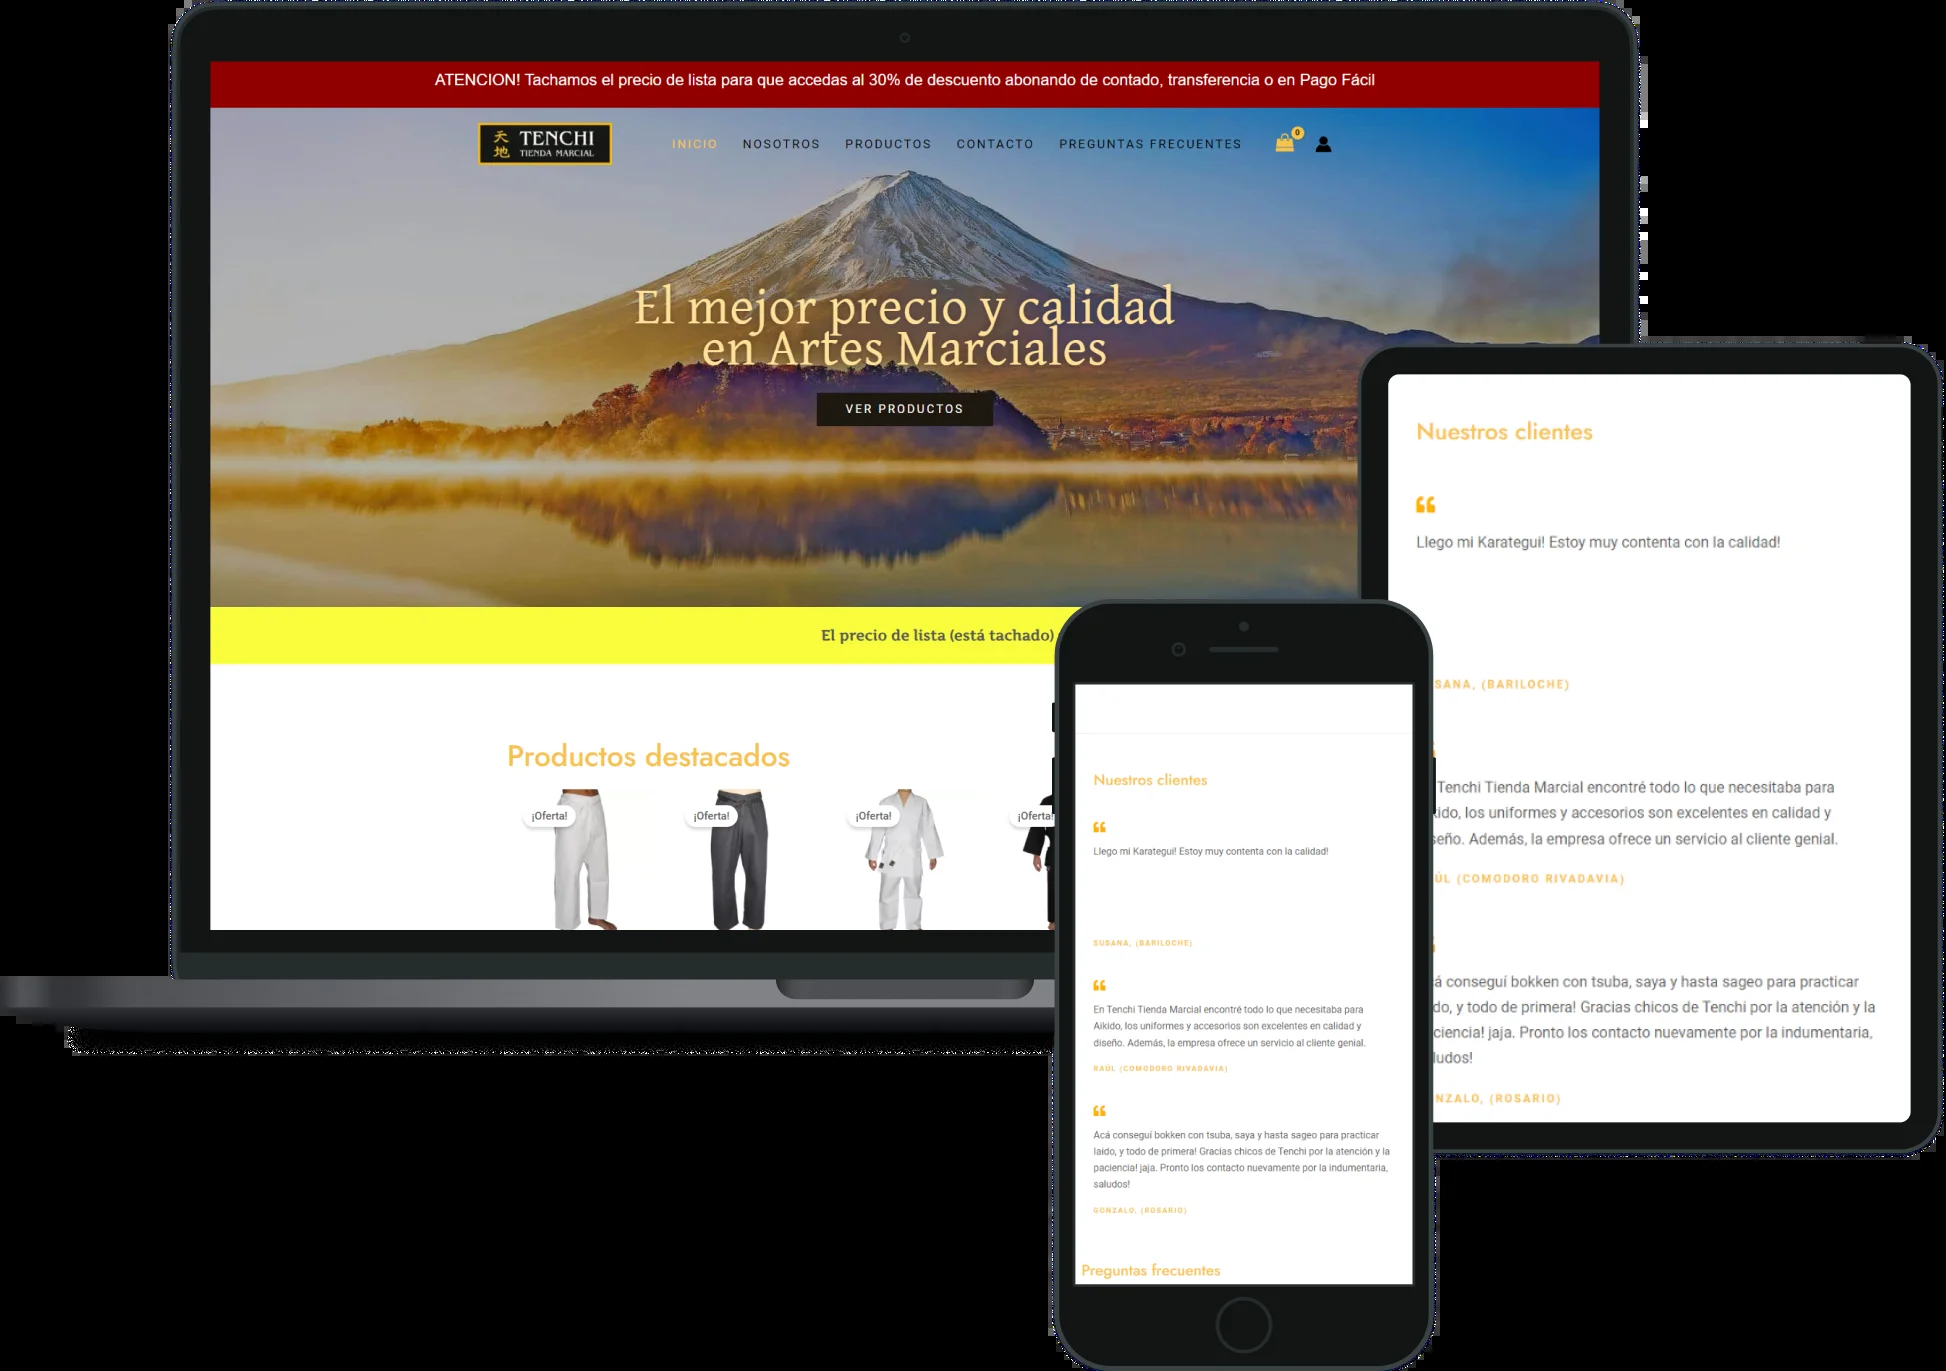 ATENCION! Tachamos el precio de lista para que accedas al 30% de descuento abonando de contado, transferencia o en Pago Fácil
天地 TENCHI
TIENDA MARCIAL
INICIO NOSOTROS PRODUCTOS CONTACTO PREGUNTAS FRECUENTES 0
El mejor precio y calidad
en Artes Marciales
VER PRODUCTOS
El precio de lista (está tachado)
Productos destacados
¡Oferta! ¡Oferta! ¡Oferta! ¡Oferta!
Nuestros clientes
“
Llego mi Karategui! Estoy muy contenta con la calidad!
SANA, (BARILOCHE)
Tenchi Tienda Marcial encontré todo lo que necesitaba para
kido, los uniformes y accesorios son excelentes en calidad y
seño. Además, la empresa ofrece un servicio al cliente genial.
ÚL (COMODORO RIVADAVIA)
á conseguí bokken con tsuba, saya y hasta sageo para practicar
do, y todo de primera! Gracias chicos de Tenchi por la atención y la
ciencia! jaja. Pronto los contacto nuevamente por la indumentaria,
ludos!
NZALO, (ROSARIO)
Nuestros clientes
“
Llego mi Karategui! Estoy muy contenta con la calidad!
SUSANA, (BARILOCHE)
“
En Tenchi Tienda Marcial encontré todo lo que necesitaba para
Aikido, los uniformes y accesorios son excelentes en calidad y
diseño. Además, la empresa ofrece un servicio al cliente genial.
RAÚL (COMODORO RIVADAVIA)
“
Acá conseguí bokken con tsuba, saya y hasta sageo para practicar
Iaido, y todo de primera! Gracias chicos de Tenchi por la atención y la
paciencia! jaja. Pronto los contacto nuevamente por la indumentaria,
saludos!
GONZALO, (ROSARIO)
Preguntas frecuentes